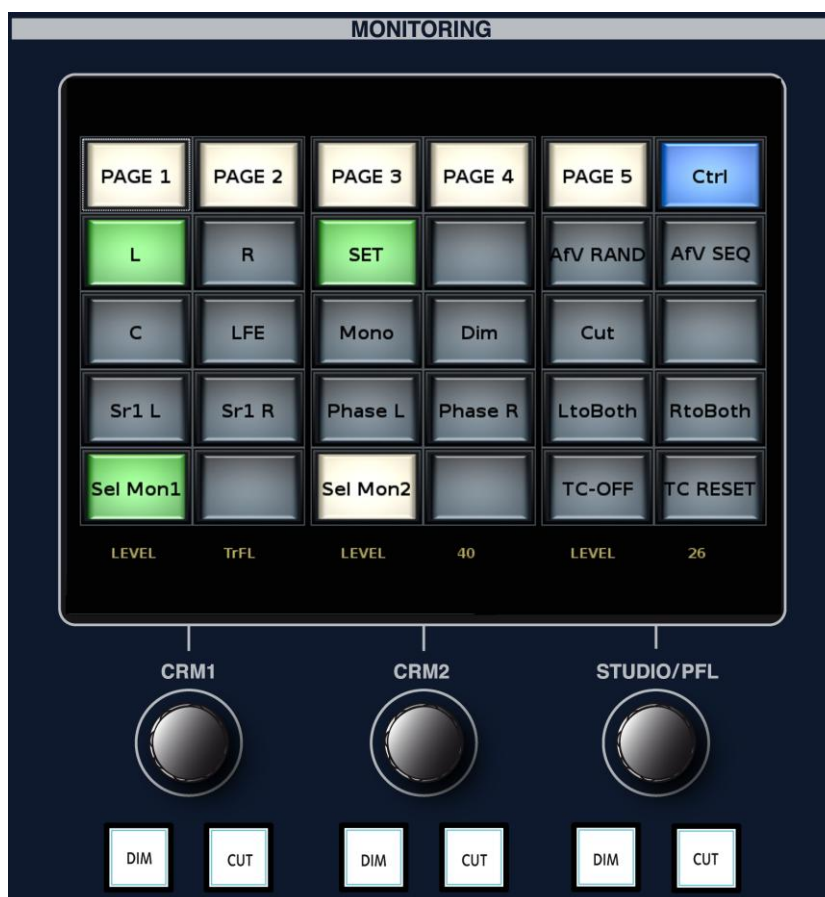 MONITORING
PAGE 1 PAGE 2 PAGE 3 PAGE 4 PAGE 5 Ctrl
L R SET AfV RAND AfV SEQ
C LFE Mono Dim Cut
Sr1 L Sr1 R Phase L Phase R LtoBoth RtoBoth
Sel Mon1 Sel Mon2 TC-OFF TC RESET
LEVEL TrFL LEVEL 40 LEVEL 26
CRM1 CRM2 STUDIO/PFL
DIM CUT DIM CUT DIM CUT